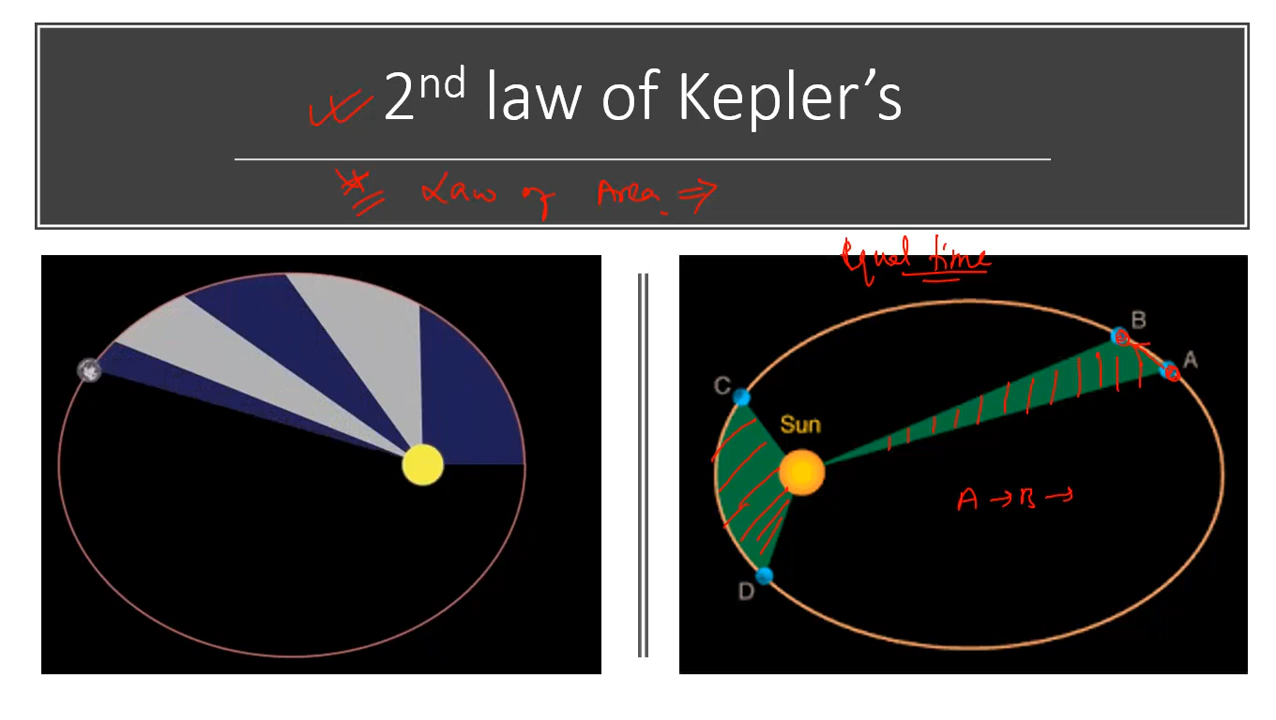 2nd law of Kepler's
Law of Area ⇒
Equal time
B
A
C
Sun
A → B →
D